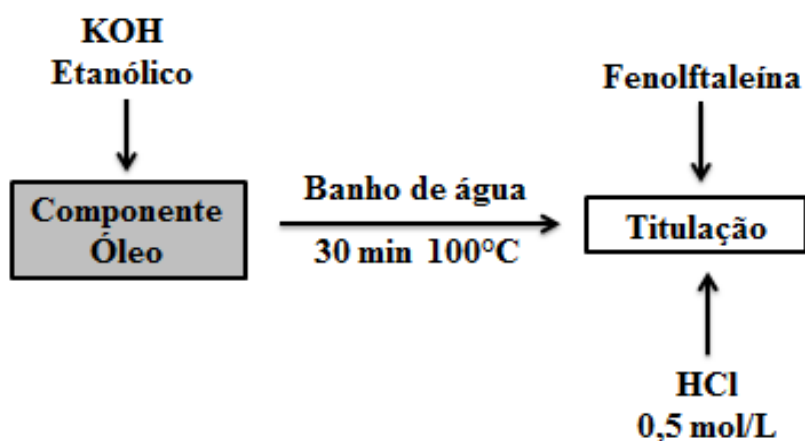 KOH
Etanólico
Fenolftaleína
Componente
Óleo
Banho de água
30 min 100°C
Titulação
HCl
0,5 mol/L